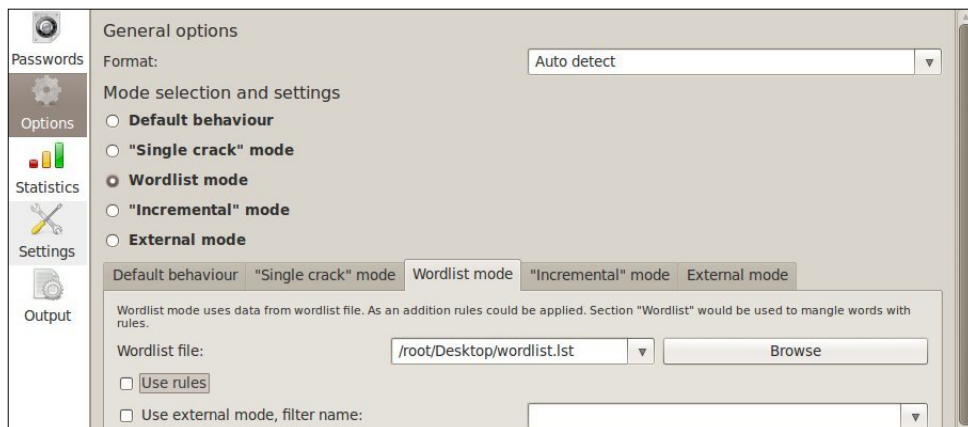 Passwords
Options
Statistics
Settings
Output
General options
Format:
Auto detect
Mode selection and settings
Default behaviour
"Single crack" mode
Wordlist mode
"Incremental" mode
External mode
Default behaviour "Single crack" mode Wordlist mode "Incremental" mode External mode
Wordlist mode uses data from wordlist file. As an addition rules could be applied. Section "Wordlist" would be used to mangle words with
rules.
Wordlist file: /root/Desktop/wordlist.lst Browse
Use rules
Use external mode, filter name: